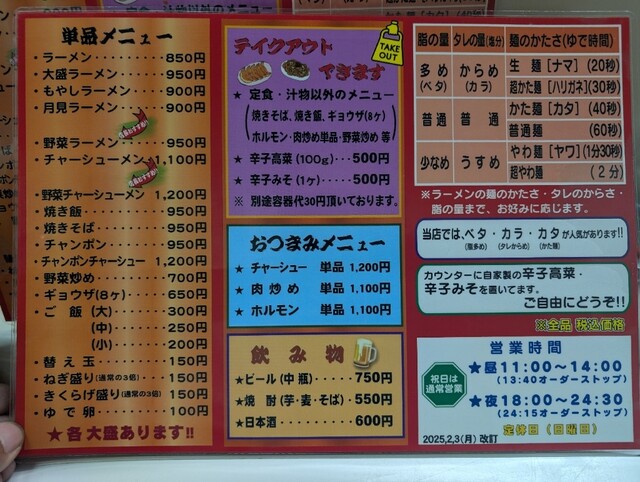 単品メニュー
・ラーメン 850円
・大盛ラーメン 950円
・もやしラーメン 900円
・月見ラーメン 900円
店長おすすめ!!
・野菜ラーメン 950円
・チャーシューメン 1,100円
店長おすすめ!!
・野菜チャーシューメン 1,200円
・焼き飯 950円
・焼きそば 950円
・チャンポン 950円
・チャンポンチャーシュー 1,200円
・野菜炒め 700円
・ギョウザ(8ヶ) 650円
・ご飯(大) 300円
(中) 250円
(小) 200円
・替え玉 150円
・ねぎ盛り(通常の3倍) 150円
・きくらげ盛り(通常の3倍) 150円
・ゆで卵 100円
★各大盛あります!!
テイクアウト
できます
TAKE OUT
★ 定食・汁物以外のメニュー
(焼きそば、焼き飯、ギョウザ(8ヶ)
ホルモン・肉炒め単品・野菜炒め 等)
★ 辛子高菜(100g)・・・500円
★ 辛子みそ(1ヶ)・・・500円
※ 別途容器代30円頂いております。
おつまみメニュー
★ チャーシュー 単品 1,200円
★ 肉炒め 単品 1,100円
★ ホルモン 単品 1,100円
飲み物
★ビール(中瓶) 750円
★焼酎(芋・麦・そば) 550円
★日本酒 600円
脂の量 タレの量(塩分) 麺のかたさ(ゆで時間)
多め(ベタ) からめ(カラ) 生麺[ナマ](20秒)
超かた麺[ハリガネ](30秒)
普通 普通 かた麺[カタ](40秒)
普通麺 (60秒)
少なめ うすめ やわ麺[ヤワ](1分30秒)
超やわ麺 (2分)
※ラーメンの麺のかたさ・タレのからさ・
脂の量まで、お好みに応じます。
当店では、ベタ・カラ・カタが人気があります!!
(脂多め) (タレからめ) (かた麺)
カウンターに自家製の辛子高菜・
辛子みそを置いてます。
ご自由にどうぞ!!
※全品 税込価格
営業時間
祝日は
通常営業
★昼11:00〜14:00
(13:40オーダーストップ)
★夜18:00〜24:30
(24:15オーダーストップ)
定休日(日曜日)
2025,2,3(月) 改訂